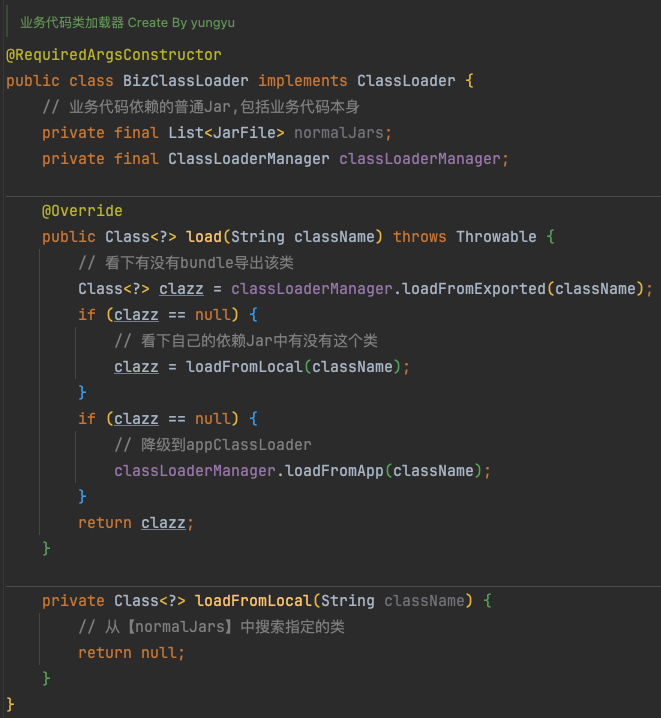 业务代码类加载器 Create By yungyu
@RequiredArgsConstructor
public class BizClassLoader implements ClassLoader {
// 业务代码依赖的普通Jar,包括业务代码本身
private final List<JarFile> normalJars;
private final ClassLoaderManager classLoaderManager;
@Override
public Class<?> load(String className) throws Throwable {
// 看下有没有bundle导出该类
Class<?> clazz = classLoaderManager.loadFromExported(className);
if (clazz == null) {
// 看下自己的依赖Jar中有没有这个类
clazz = loadFromLocal(className);
}
if (clazz == null) {
// 降级到appClassLoader
classLoaderManager.loadFromApp(className);
}
return clazz;
}
private Class<?> loadFromLocal(String className) {
// 从【normalJars】中搜索指定的类
return null;
}
}